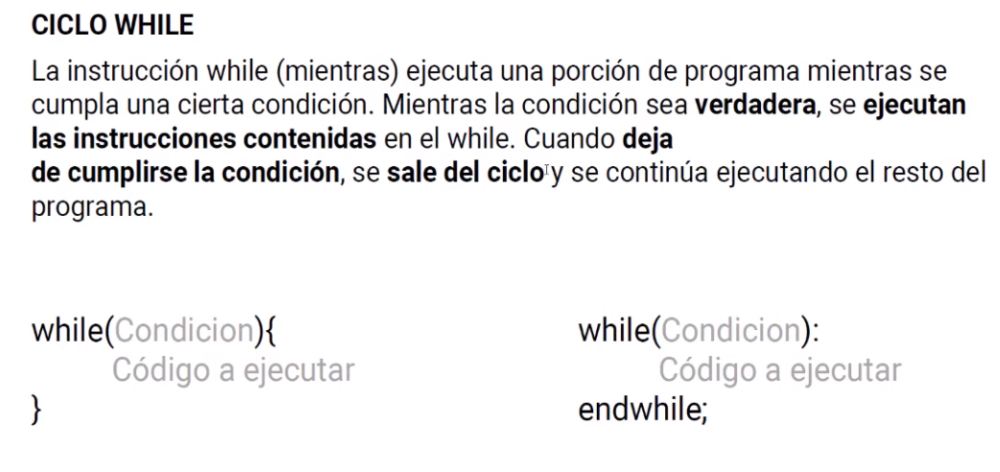 CICLO WHILE
La instrucción while (mientras) ejecuta una porción de programa mientras se
cumpla una cierta condición. Mientras la condición sea verdadera, se ejecutan
las instrucciones contenidas en el while. Cuando deja
de cumplirse la condición, se sale del ciclo y se continúa ejecutando el resto del
programa.
while(Condicion){
Código a ejecutar
}
while(Condicion):
Código a ejecutar
endwhile;